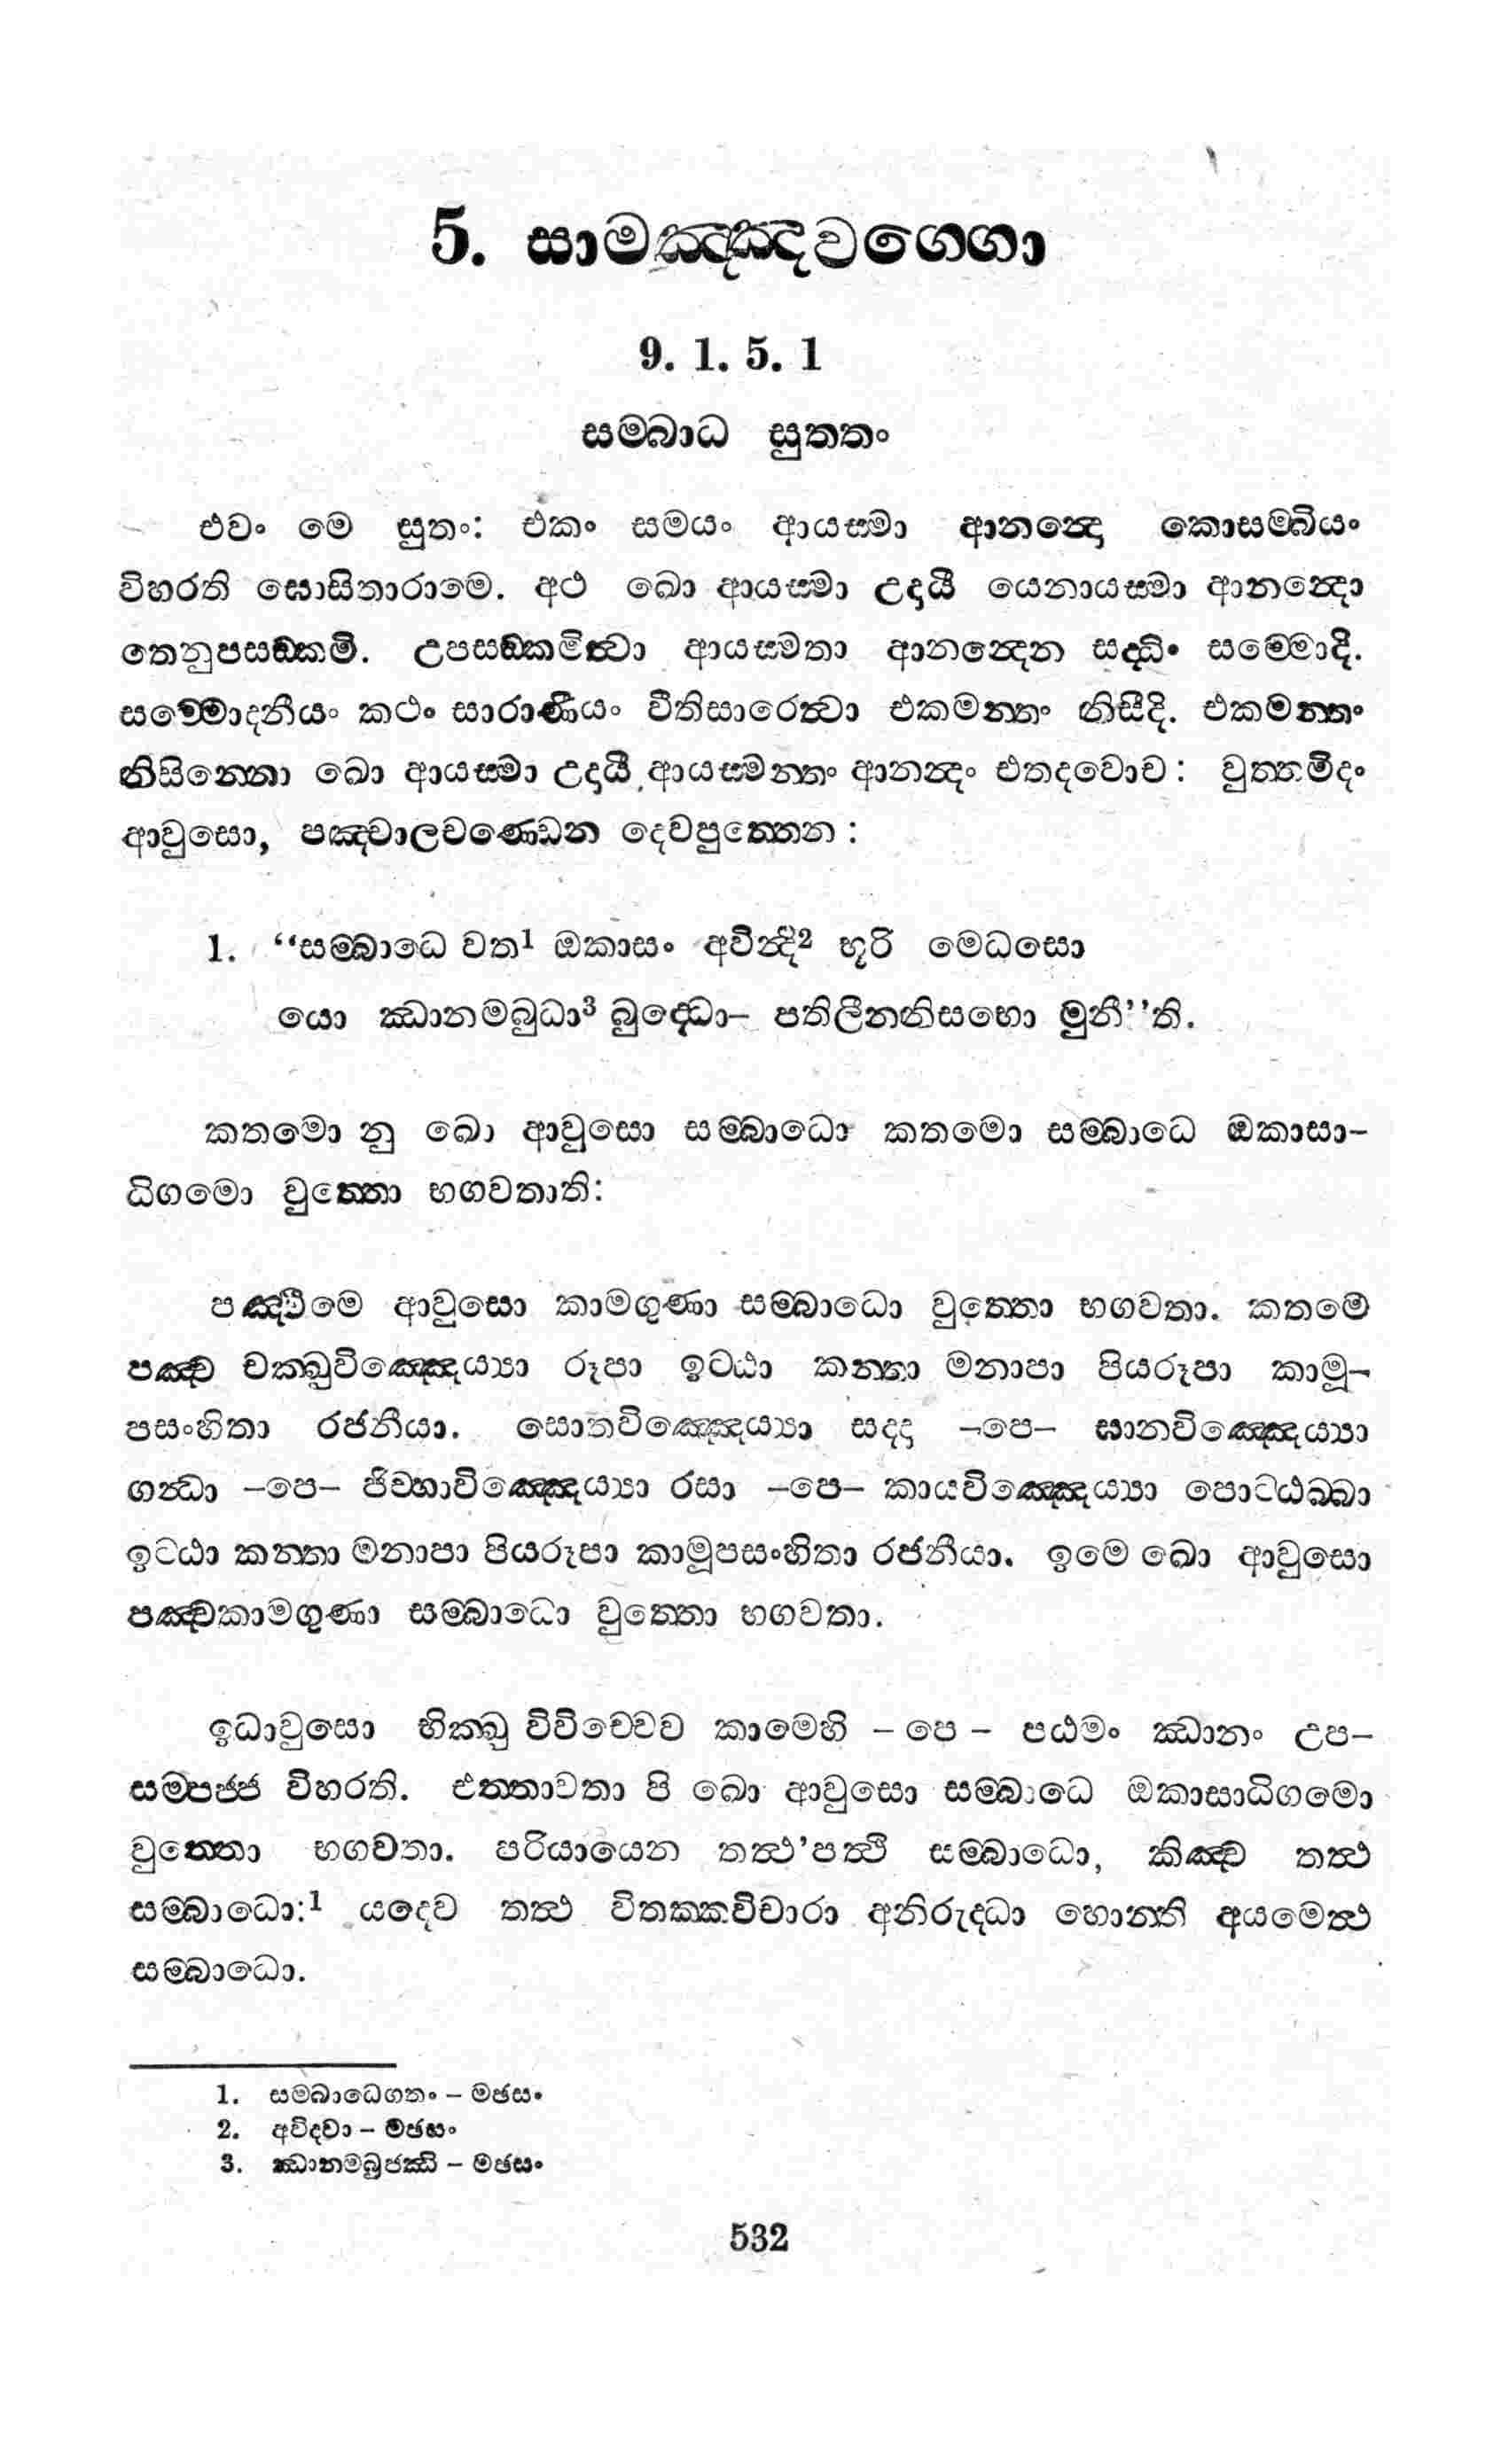 5. සාමඤ්ඤවග්ගො
9. 1. 5. 1
සම්බාධ සුත්තං
එවං මෙ සුතං: එකං සමයං ආයස්මා ආනන්දො කොසම්බියං
විහරති ඝොසිතාරාමෙ. අථ ඛො ආයස්මා උදායී යෙනායස්මා ආනන්දො
තෙනුපසඞ්කමි. උපසඞ්කමිත්වා ආයස්මතා ආනන්දෙන සද්ධිං සම්මොදි.
සම්මොදනීයං කථං සාරාණීයං වීතිසාරෙත්වා එකමන්තං නිසීදි. එකමන්තං
නිසින්නො ඛො ආයස්මා උදායී ආයස්මන්තං ආනන්දං එතදවොච: වුත්තමිදං
ආවුසො, පඤ්චාලචණ්ඩෙන දෙවපුත්තෙන :
1. “සම්බාධෙ වත1 ඔකාසං අවින්දි2 භූරි මෙධසො
යො ඣානමබුධා3 බුද්ධො– පතිලීනනිසභො මුනී”ති.
කතමො නු ඛො ආවුසො සම්බාධො කතමො සම්බාධෙ ඔකාසා–
ධිගමො වුත්තො භගවතාති:
පඤ්චිමෙ ආවුසො කාමගුණා සම්බාධො වුත්තො භගවතා. කතමෙ
පඤ්ච චක්ඛුවිඤ්ඤෙය්‍යා රූපා ඉට්ඨා කන්තා මනාපා පියරූපා කාමූ–
පසංහිතා රජනීයා. සොතවිඤ්ඤෙය්‍යා සද්දා –පෙ– ඝානවිඤ්ඤෙය්‍යා
ගන්ධා –පෙ– ජිව්හාවිඤ්ඤෙය්‍යා රසා –පෙ– කායවිඤ්ඤෙය්‍යා පොට්ඨබ්බා
ඉට්ඨා කන්තා මනාපා පියරූපා කාමූපසංහිතා රජනීයා. ඉමෙ ඛො ආවුසො
පඤ්චකාමගුණා සම්බාධො වුත්තො භගවතා.
ඉධාවුසො භික්ඛු විවිච්චෙව කාමෙහි – පෙ – පඨමං ඣානං උප–
සම්පජ්ජ විහරති. එත්තාවතා පි ඛො ආවුසො සම්බාධෙ ඔකාසාධිගමො
වුත්තො භගවතා. පරියායෙන තත්‍ථ’පත්‍ථි සම්බාධො, කිඤ්ච තත්‍ථ
සම්බාධො:1 යදෙව තත්‍ථ විතක්කවිචාරා අනිරුද්ධා හොන්ති අයමෙත්‍ථ
සම්බාධො.
1. සම්බාධෙගතං – මඡසං
2. අවිද්වා – මඡසං
3. ඣානමබුජ්ඣි – මඡසං
532